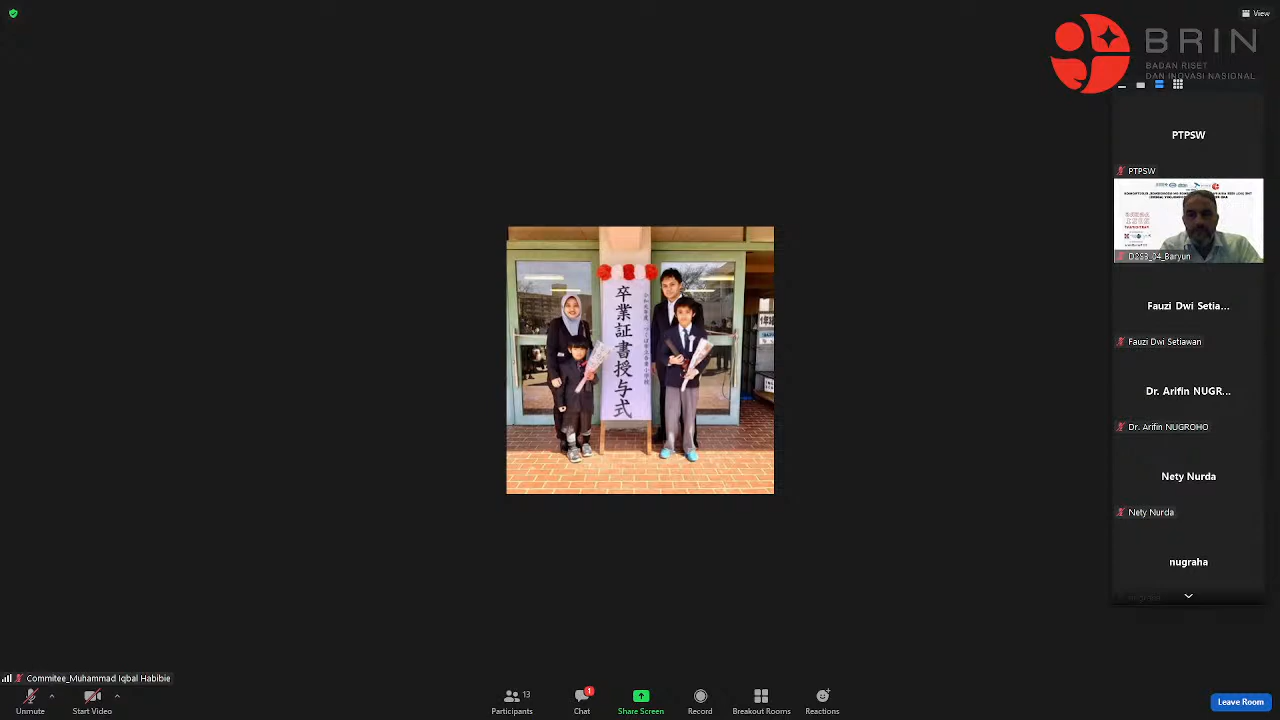 View
BRIN
BADAN RISET
DAN INOVASI NASIONAL
PTPSW
PTPSW
D2S3_04_Baryun
Fauzi Dwi Setia...
Fauzi Dwi Setiawan
Dr. Arifin NUGR...
Dr. Arifin NUGROHO
Nety Nurda
Nety Nurda
nugraha
nugraha
卒業証書授与式
Commitee_Muhammad Iqbal Habibie
Unmute
Start Video
Participants
13
Chat
1
Share Screen
Record
Breakout Rooms
Reactions
Leave Room